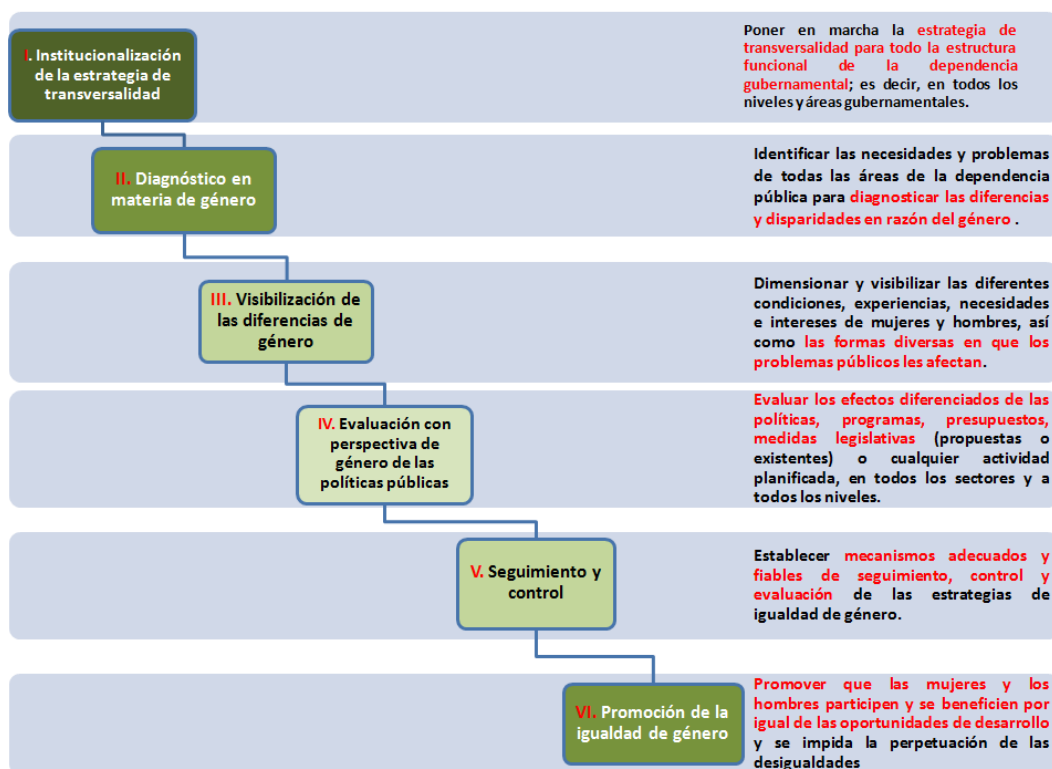 I. Institucionalización
de la estrategia de
transversalidad
Poner en marcha la estrategia de
transversalidad para todo la estructura
funcional de la dependencia
gubernamental; es decir, en todos los
niveles y áreas gubernamentales.
II. Diagnóstico en
materia de género
Identificar las necesidades y problemas
de todas las áreas de la dependencia
pública para diagnosticar las diferencias
y disparidades en razón del género .
III. Visibilización de
las diferencias de
género
Dimensionar y visibilizar las diferentes
condiciones, experiencias, necesidades
e intereses de mujeres y hombres, así
como las formas diversas en que los
problemas públicos les afectan.
IV. Evaluación con
perspectiva de
género de las
políticas públicas
Evaluar los efectos diferenciados de las
políticas, programas, presupuestos,
medidas legislativas (propuestas o
existentes) o cualquier actividad
planificada, en todos los sectores y a
todos los niveles.
V. Seguimiento y
control
Establecer mecanismos adecuados y
fiables de seguimiento, control y
evaluación de las estrategias de
igualdad de género.
VI. Promoción de la
igualdad de género
Promover que las mujeres y los
hombres participen y se beneficien por
igual de las oportunidades de desarrollo
y se impida la perpetuación de las
desigualdades